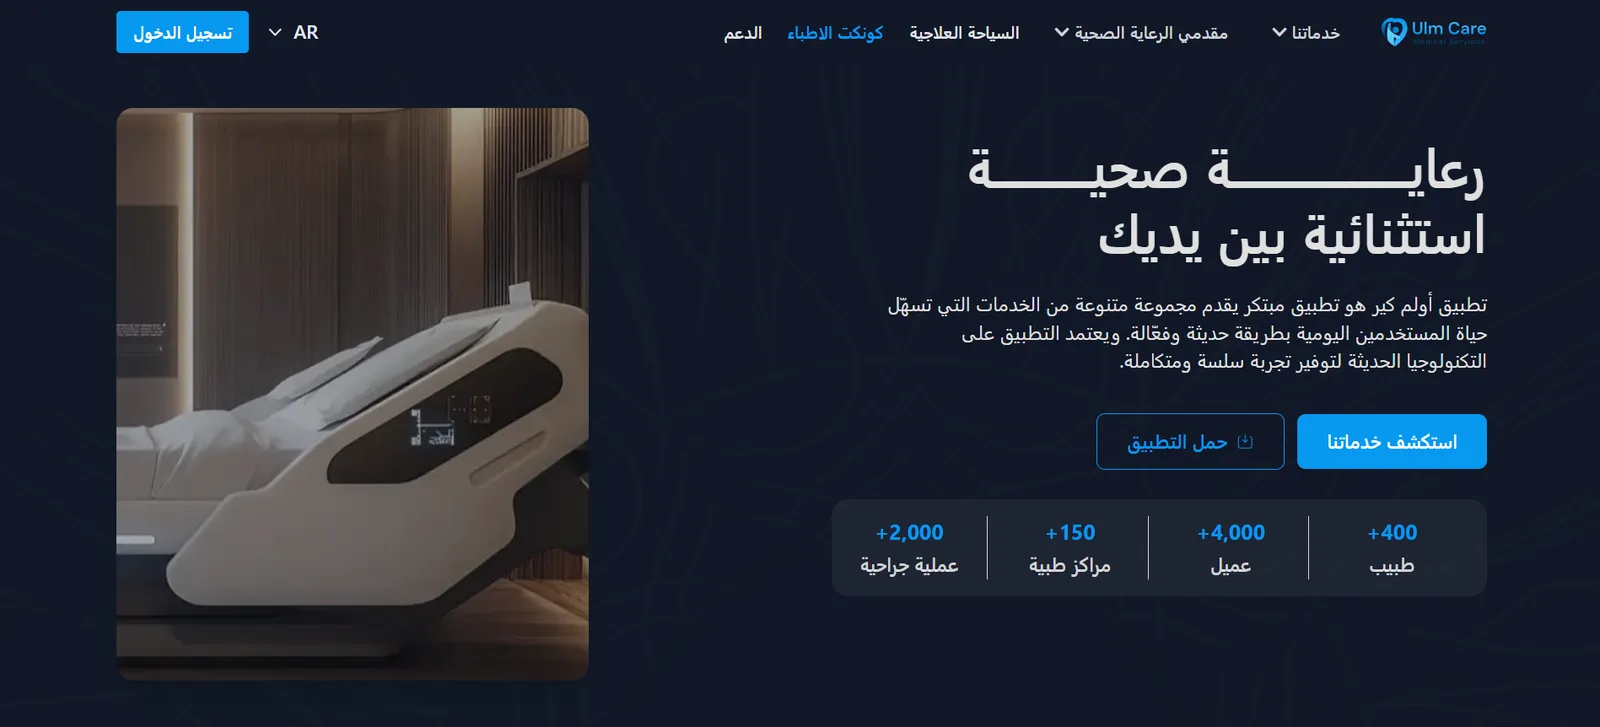 Ulm Care
Medical Services
خدماتنا
مقدمي الرعاية الصحية
السياحة العلاجية
كونكت الاطباء
الدعم
AR
تسجيل الدخول
رعايـــــــــــة صحيـــــــة
استثنائية بين يديك
تطبيق أولم كير هو تطبيق مبتكر يقدم مجموعة متنوعة من الخدمات التي تسهّل
حياة المستخدمين اليومية بطريقة حديثة وفعّالة. ويعتمد التطبيق على
التكنولوجيا الحديثة لتوفير تجربة سلسة ومتكاملة.
استكشف خدماتنا
حمل التطبيق
+400
طبيب
+4,000
عميل
+150
مراكز طبية
+2,000
عملية جراحية